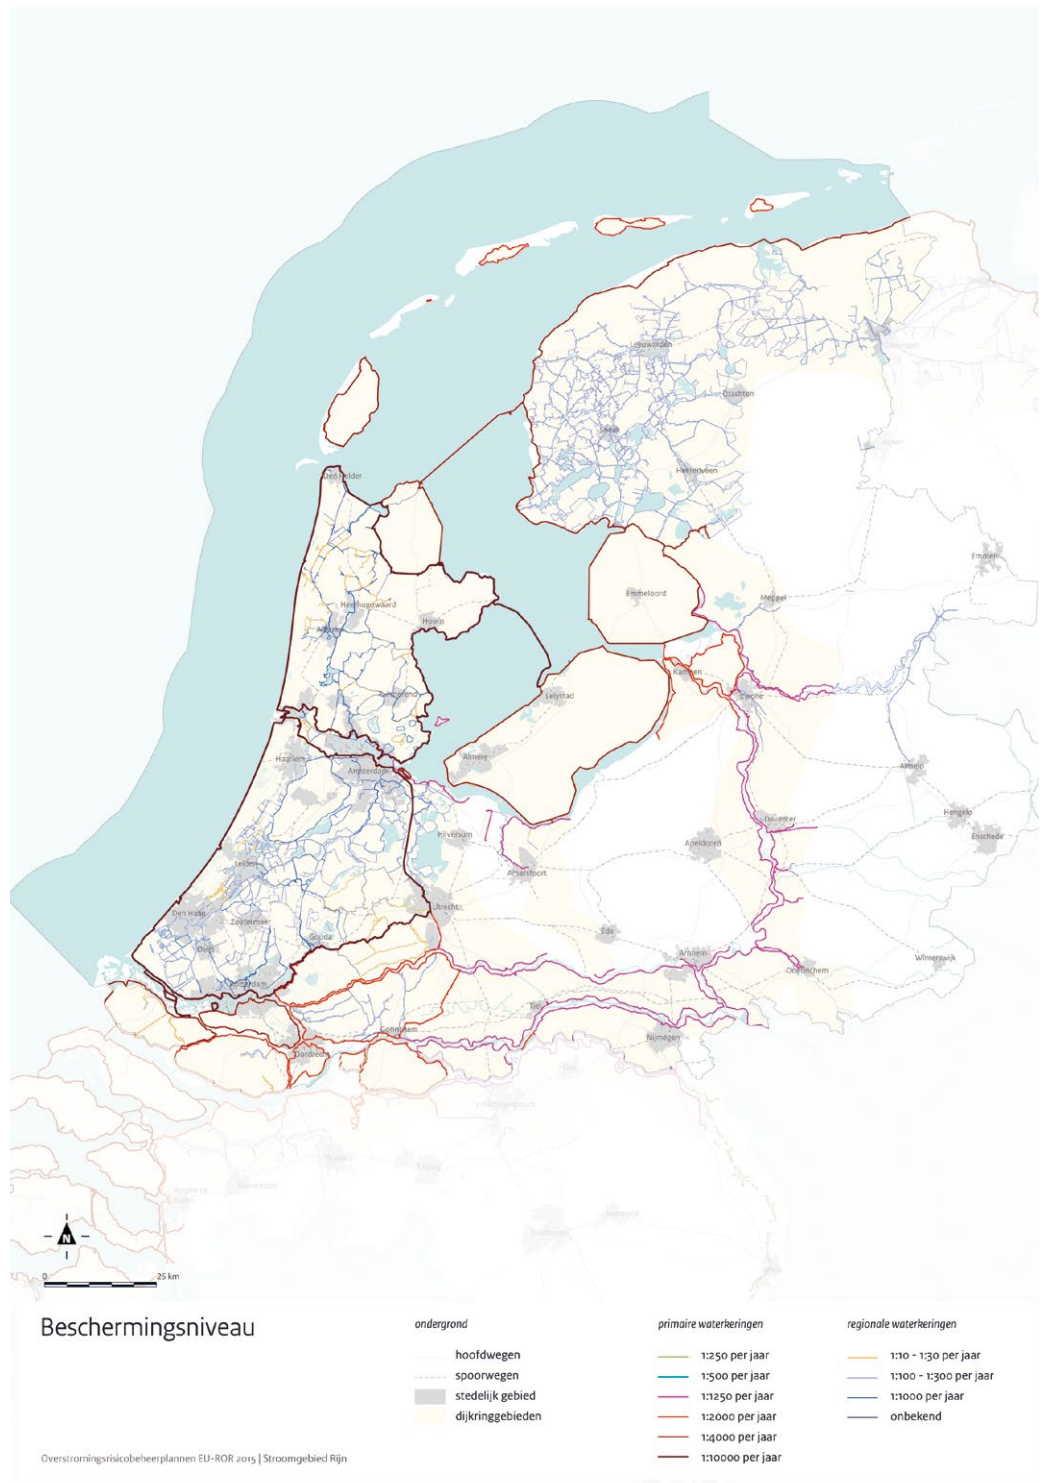 Leeuwarden
Drachten
Sneek
Heerenveen
Den Helder
Emmen
Emmeloord
Meppel
Heerhugowaard
Hoorn
Alkmaar
Kampen
Zwolle
Lelystad
Purmerend
Haarlem
Amsterdam
Almere
Almelo
Hengelo
Enschede
Deventer
Hilversum
Apeldoorn
Amersfoort
Leiden
Utrecht
Den Haag
Zoetermeer
Gouda
Delft
Ede
Arnhem
Doetinchem
Winterswijk
Rotterdam
Tiel
Gorinchem
Nijmegen
Dordrecht
Oss
N
0 25 km
Beschermingsniveau
ondergrond
hoofdwegen
spoorwegen
stedelijk gebied
dijkringgebieden
primaire waterkeringen
1:250 per jaar
1:500 per jaar
1:1250 per jaar
1:2000 per jaar
1:4000 per jaar
1:10000 per jaar
regionale waterkeringen
1:10 - 1:30 per jaar
1:100 - 1:300 per jaar
1:1000 per jaar
onbekend
Overstromingsrisicobeheerplannen EU-ROR 2015 | Stroomgebied Rijn